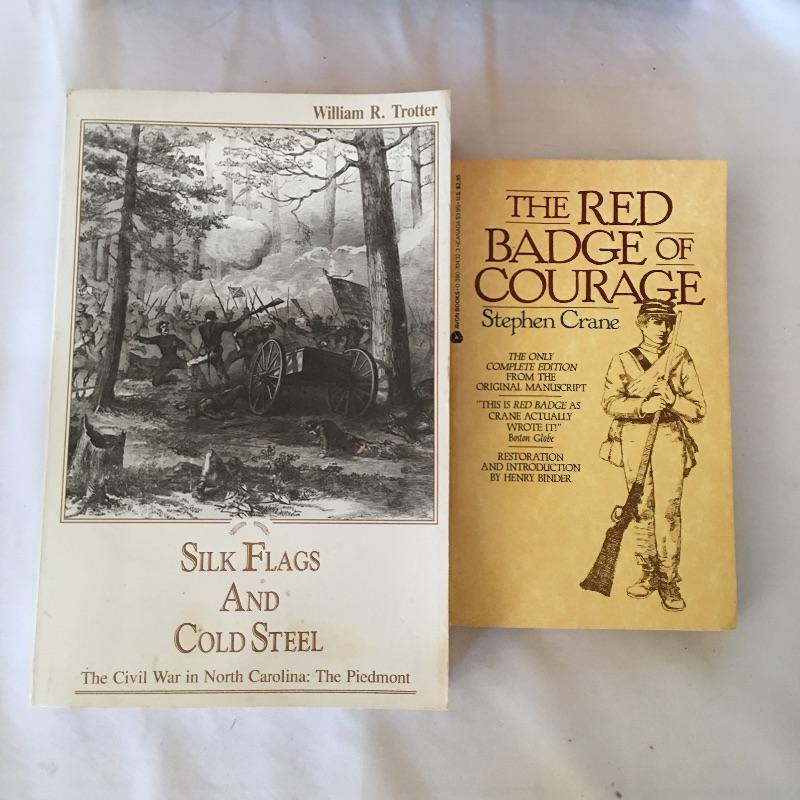 William R. Trotter
SILK FLAGS
AND
COLD STEEL
The Civil War in North Carolina: The Piedmont
THE RED
BADGE OF
COURAGE
Stephen Crane
THE ONLY
COMPLETE EDITION
FROM THE
ORIGINAL MANUSCRIPT
"THIS IS RED BADGE AS
CRANE ACTUALLY
WROTE IT!"
Boston Globe
RESTORATION
AND INTRODUCTION
BY HENRY BINDER
AVON BOOKS